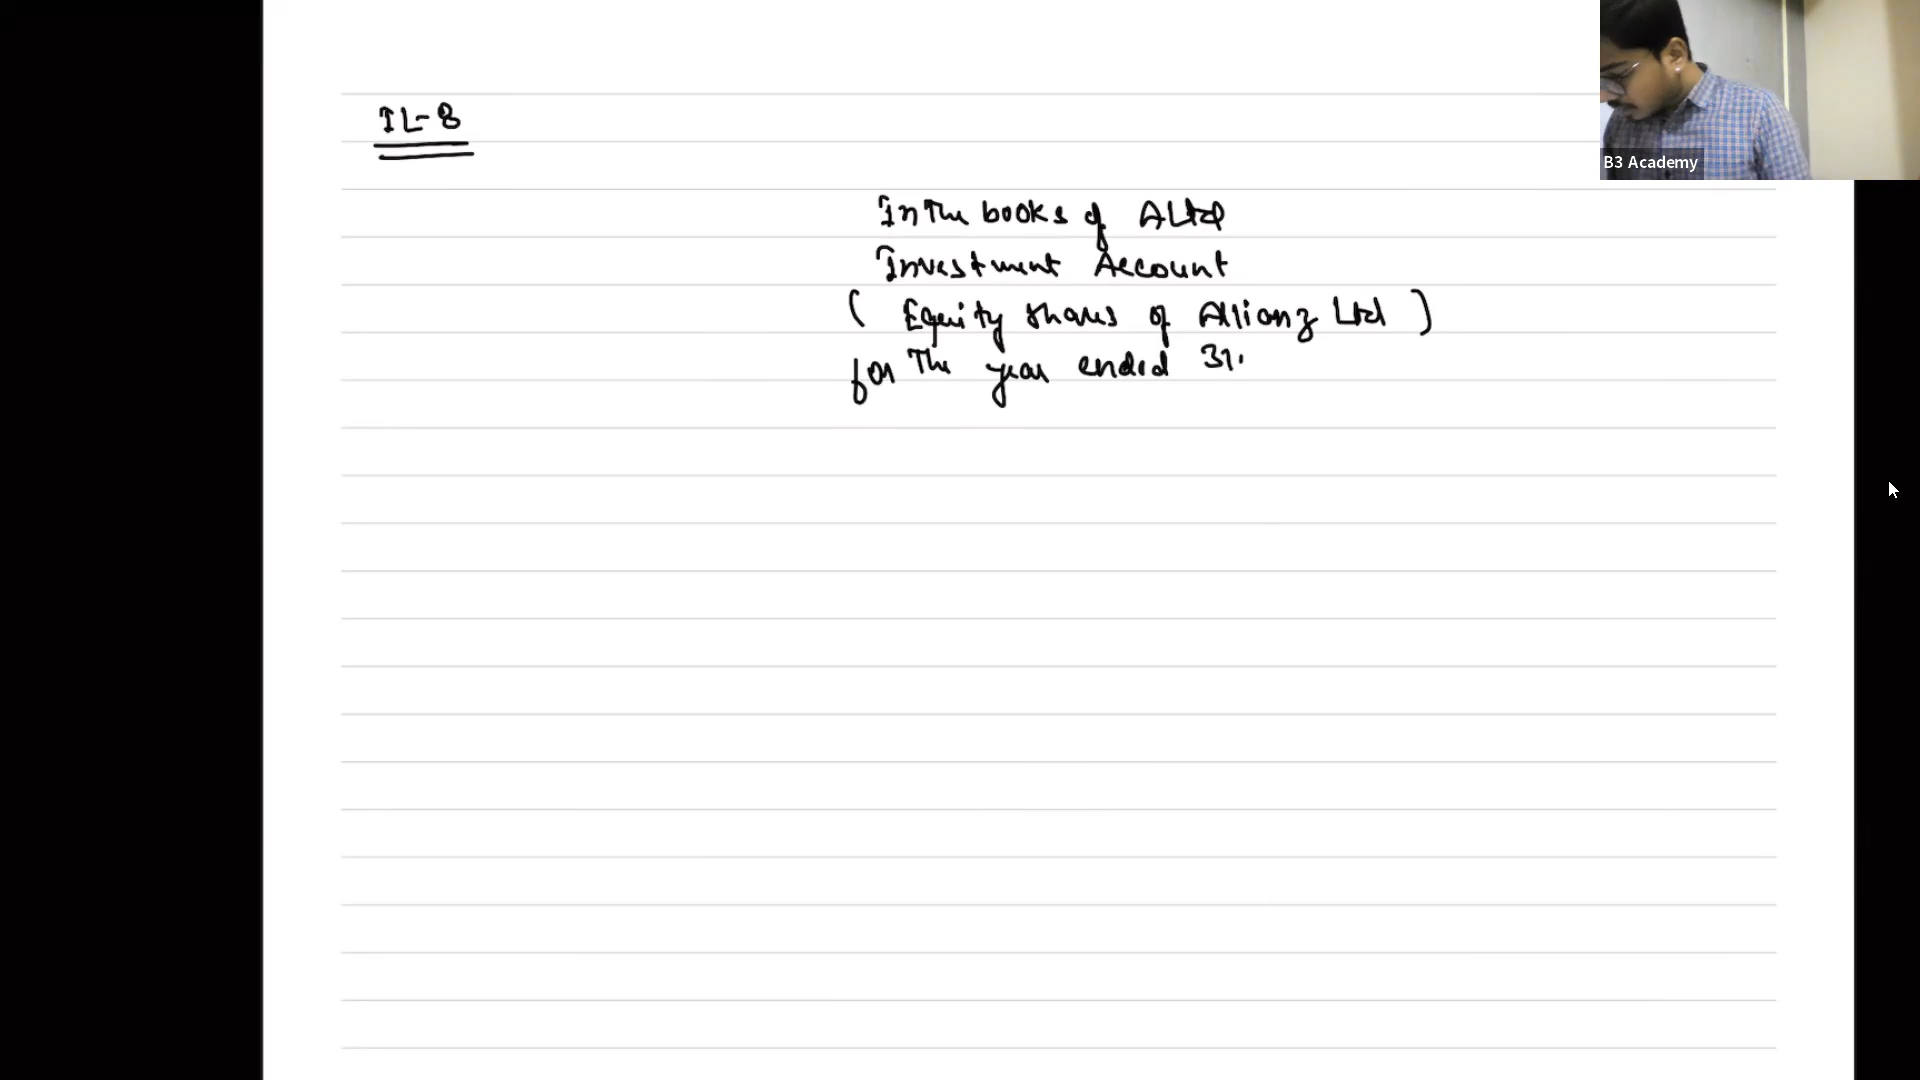 IL-8
B3 Academy
In The books of A Ltd
Investment Account
( Equity shares of Allianz Ltd )
for The year ended 31.